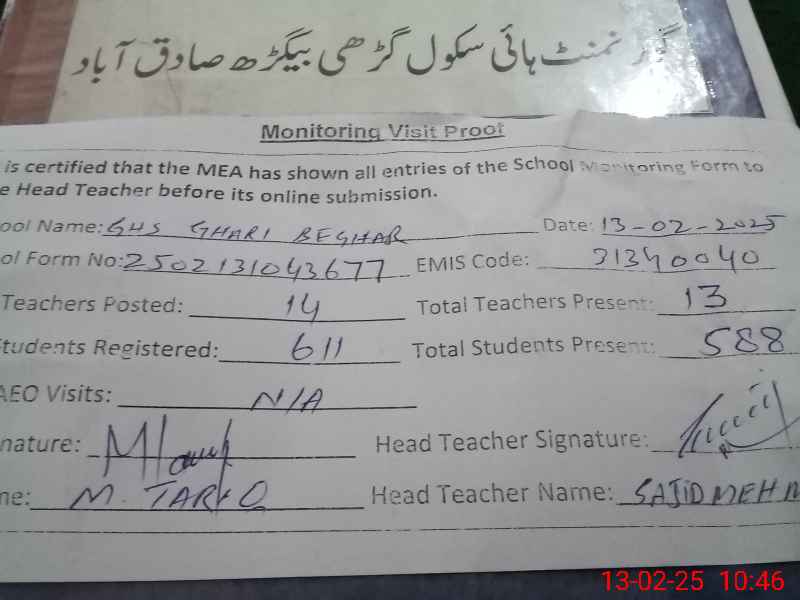 گورنمنٹ ہائی سکول گڑھی بیگڑھ صادق آباد
Monitoring Visit Proof
is certified that the MEA has shown all entries of the School Monitoring Form to
e Head Teacher before its online submission.
ool Name: GHS GHARI BEGHAR Date: 13-02-2025
ol Form No: 2502131043677 EMIS Code: 31340040
Teachers Posted: 14 Total Teachers Present: 13
tudents Registered: 611 Total Students Present: 588
AEO Visits: N/A
nature: Head Teacher Signature:
me: M. TARIQ Head Teacher Name: SAJID MEHM
13-02-25 10:46